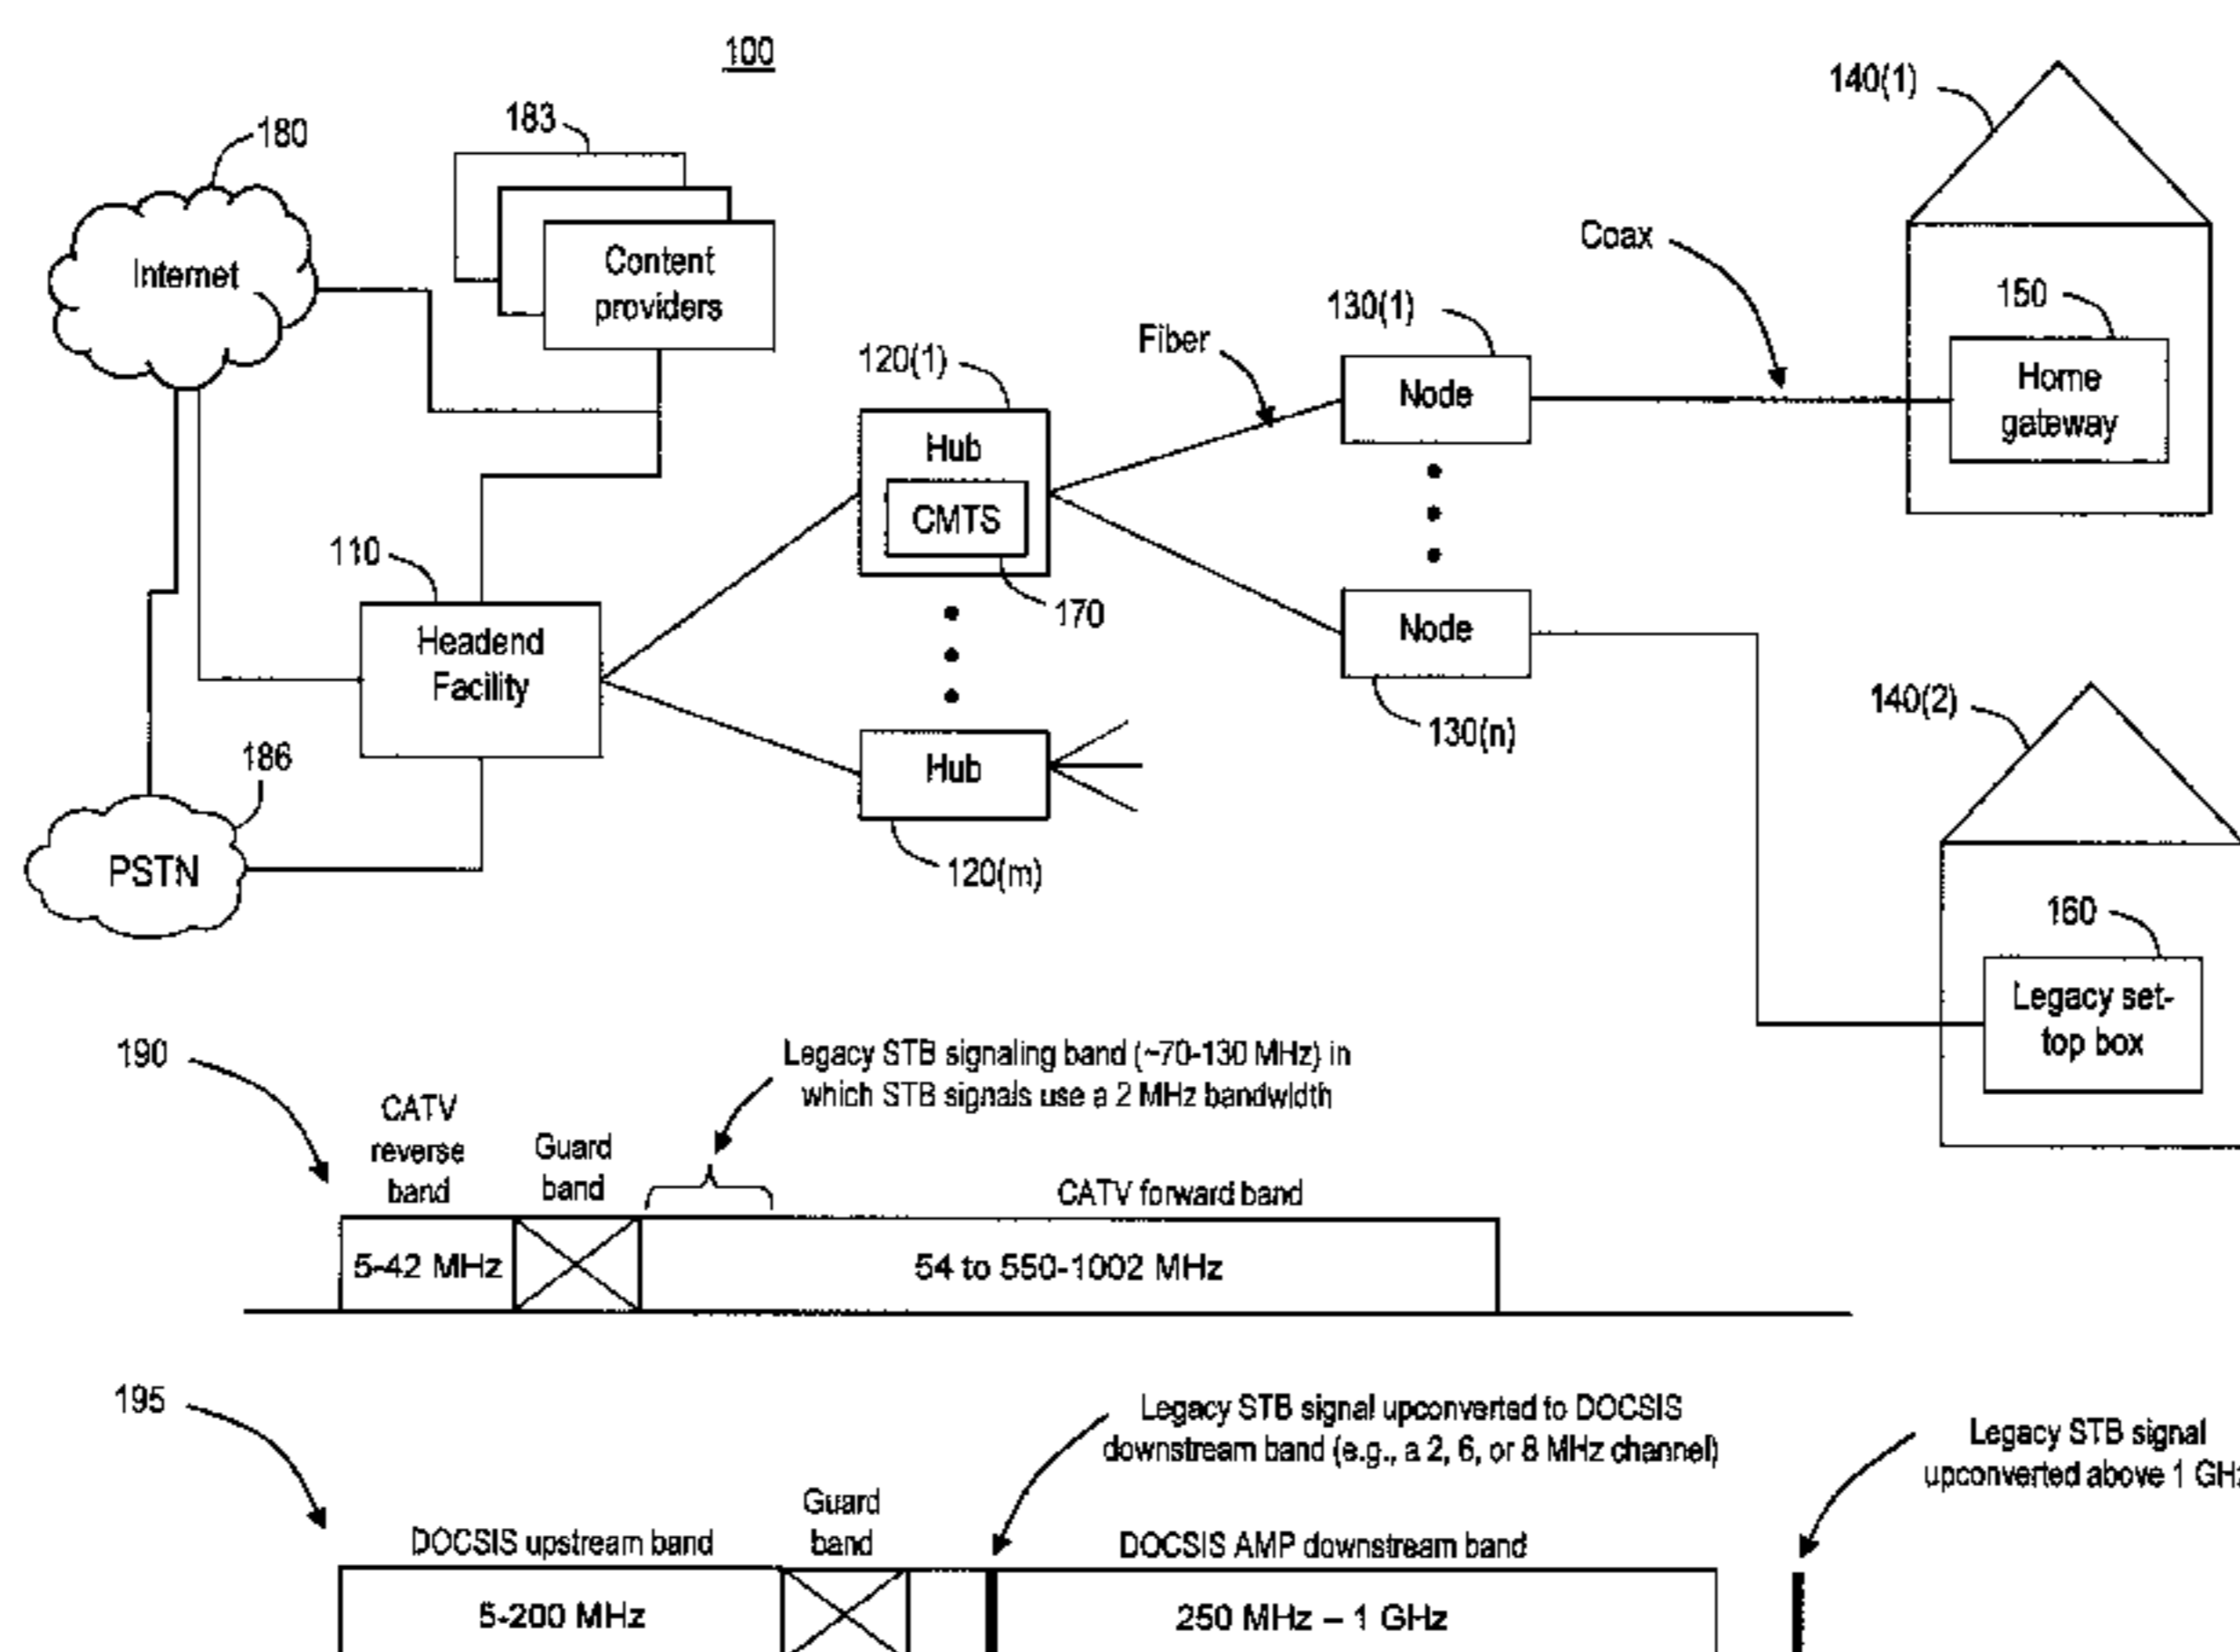 100
180
183
140(1)
Internet
Content
providers
Coax
150
130(1)
Fiber
120(1)
Home
gateway
Node
Hub
CMTS
110
170
Headend
Facility
Node
140(2)
130(n)
186
Hub
PSTN
120(m)
160
Legacy set-
top box
190
Legacy STB signaling band (~70-130 MHz) in
which STB signals use a 2 MHz bandwidth
CATV
reverse
band
Guard
band
CATV forward band
5-42 MHz
54 to 550-1002 MHz
195
Legacy STB signal upconverted to DOCSIS
downstream band (e.g., a 2, 6, or 8 MHz channel)
Legacy STB signal
upconverted above 1 GHz
Guard
band
DOCSIS upstream band
DOCSIS AMP downstream band
5-200 MHz
250 MHz – 1 GHz